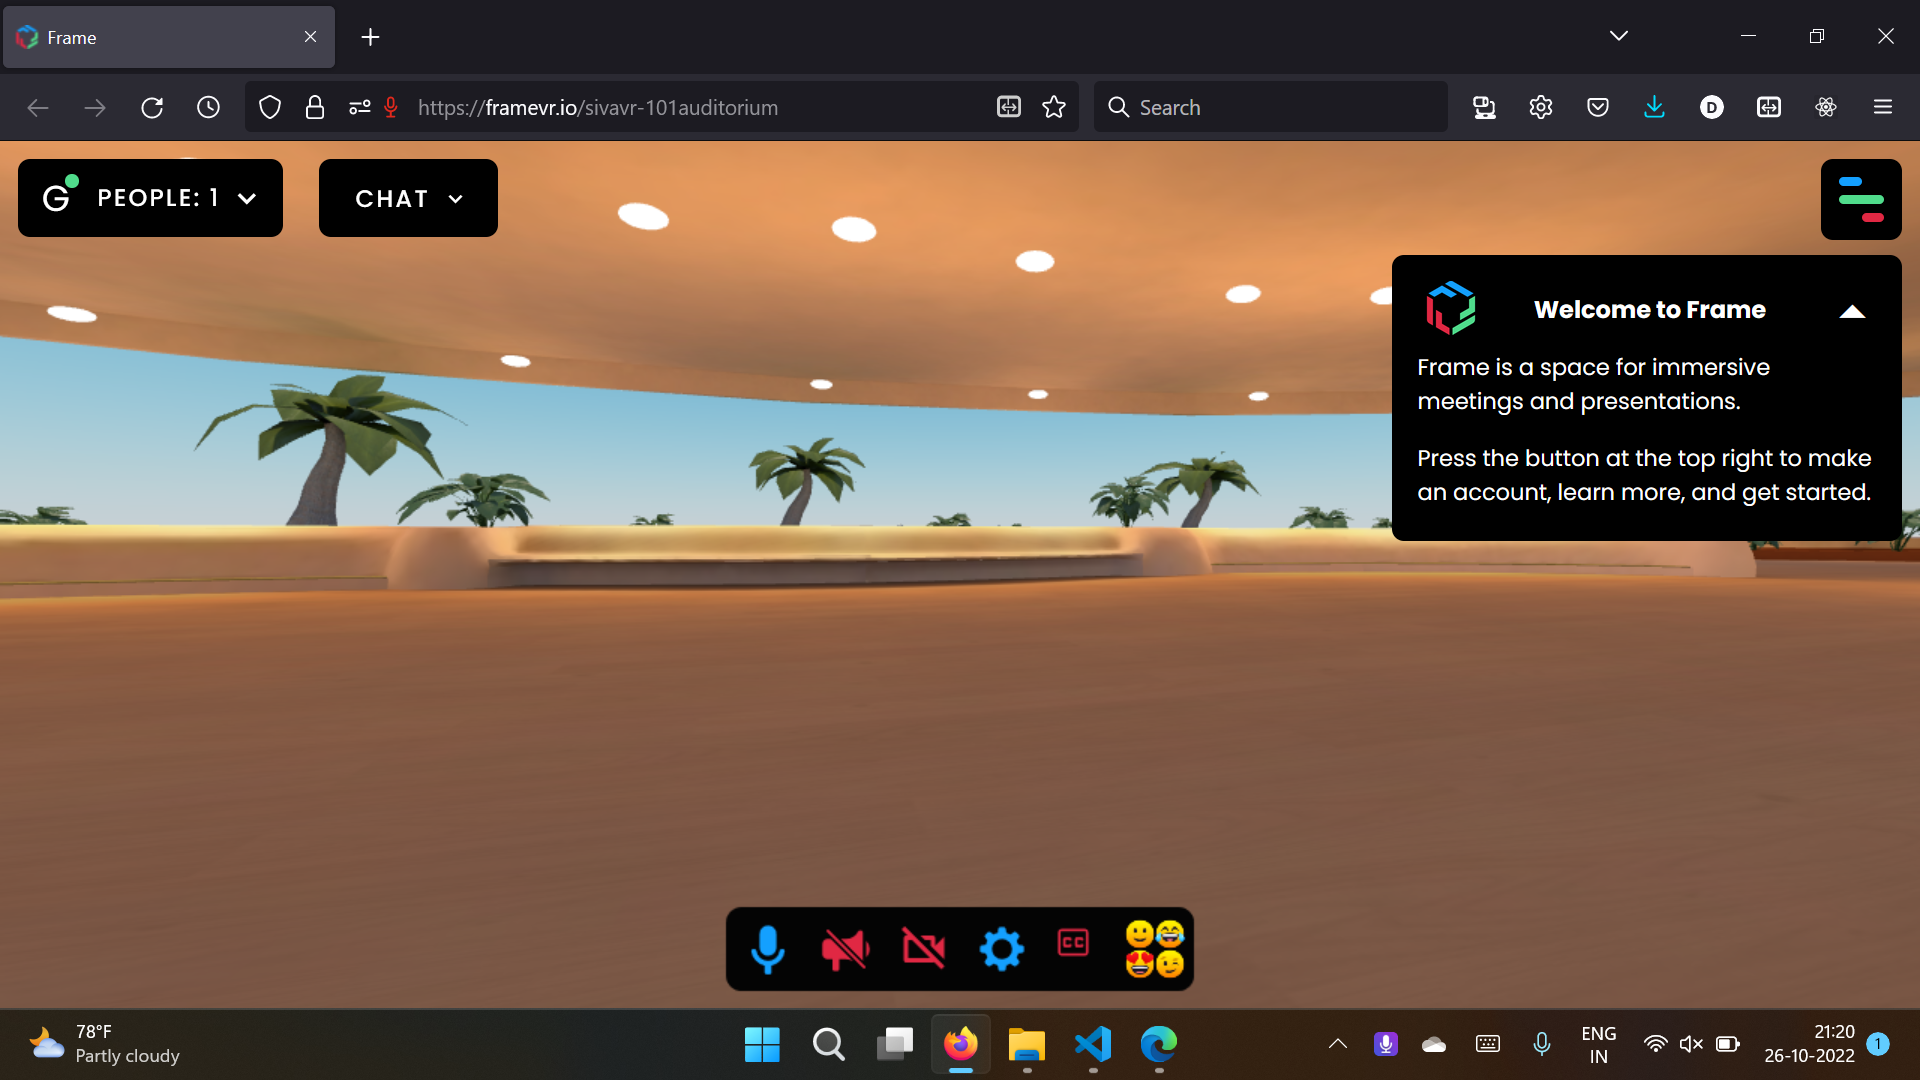 Frame
https://framevr.io/sivavr-101auditorium
Search
D
G PEOPLE: 1
CHAT
Welcome to Frame
Frame is a space for immersive
meetings and presentations.
Press the button at the top right to make
an account, learn more, and get started.
CC
78°F
Partly cloudy
ENG
IN
21:20
26-10-2022
1